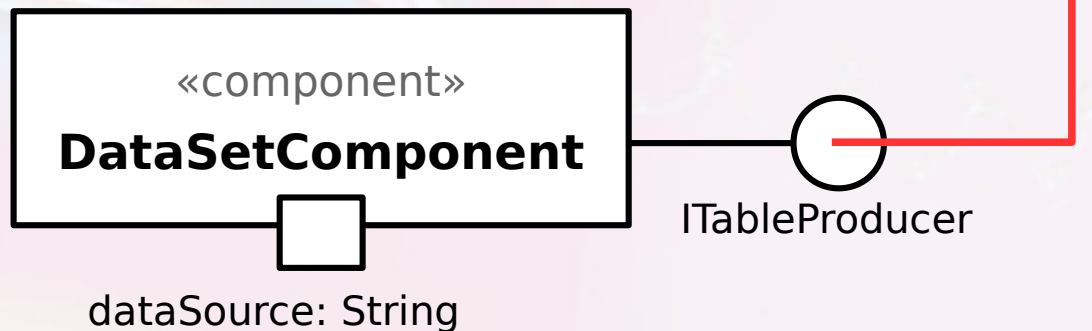 «component»
DataSetComponent
ITableProducer
dataSource: String